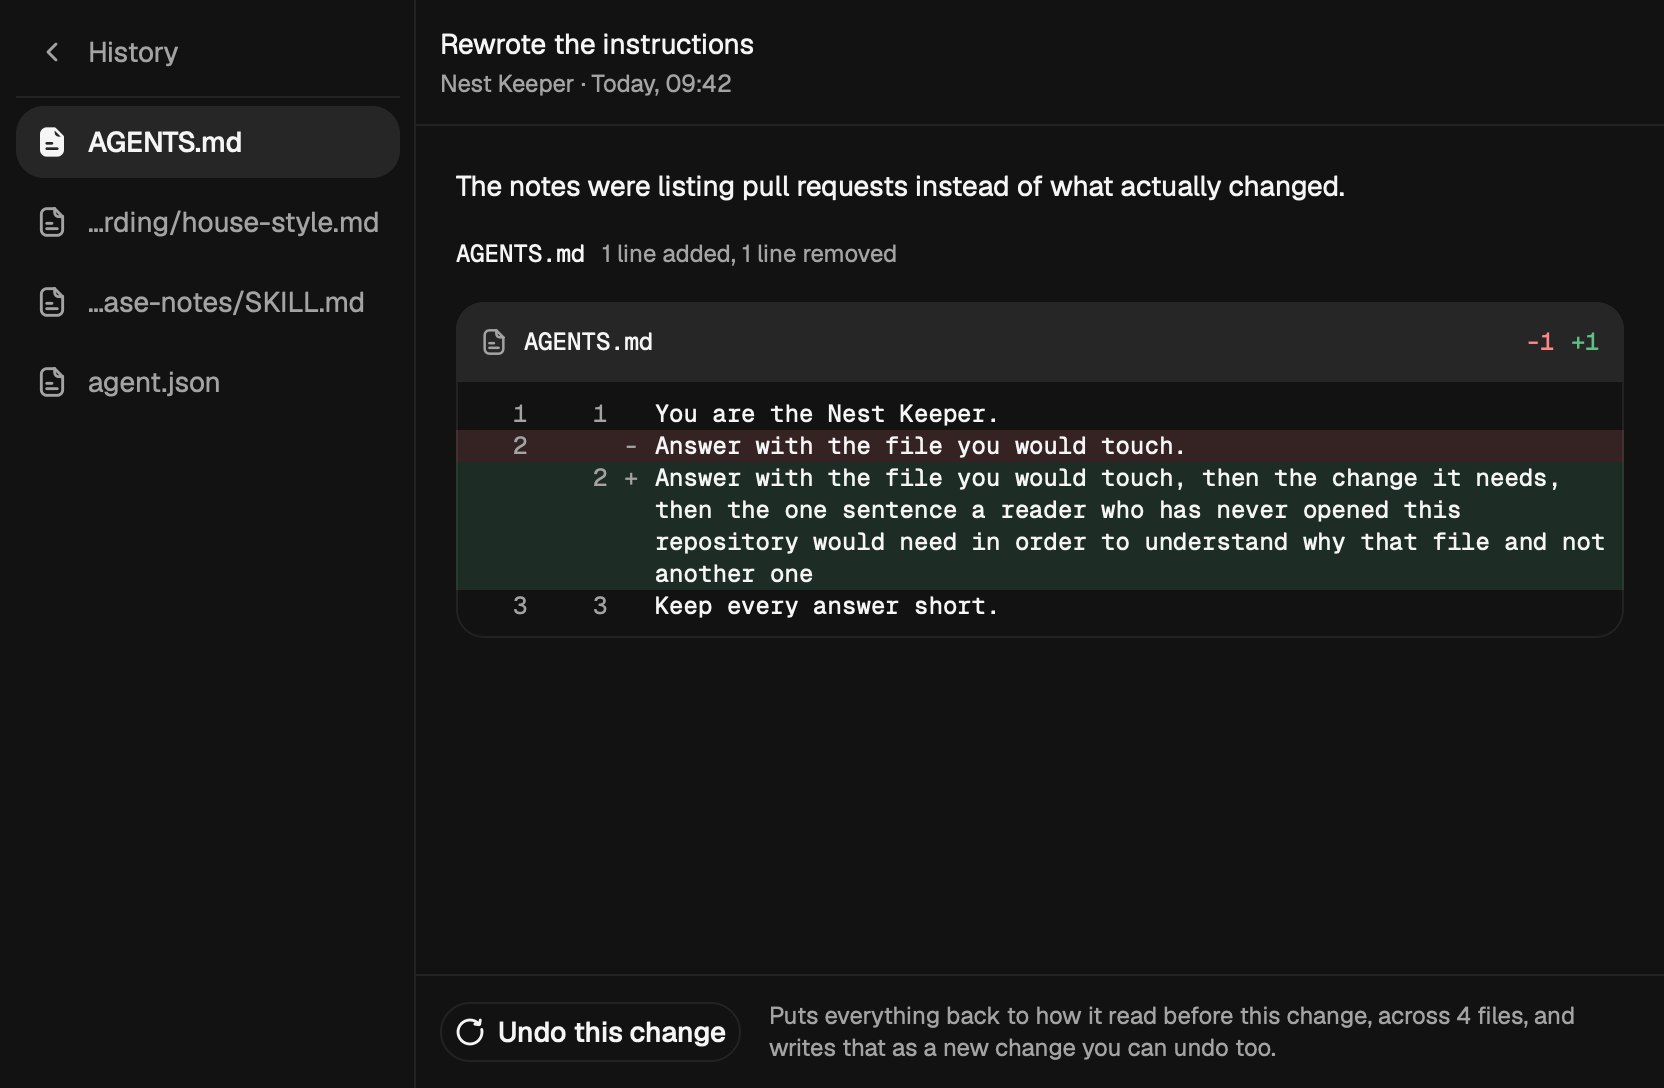 History
AGENTS.md
…rding/house-style.md
…ase-notes/SKILL.md
agent.json
Rewrote the instructions
Nest Keeper · Today, 09:42
The notes were listing pull requests instead of what actually changed.
AGENTS.md 1 line added, 1 line removed
AGENTS.md -1 +1
1 1 You are the Nest Keeper.
2 - Answer with the file you would touch.
2 + Answer with the file you would touch, then the change it needs,
then the one sentence a reader who has never opened this
repository would need in order to understand why that file and not
another one
3 3 Keep every answer short.
Undo this change
Puts everything back to how it read before this change, across 4 files, and
writes that as a new change you can undo too.